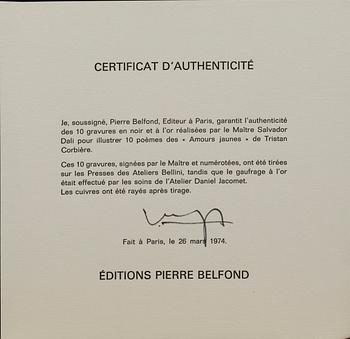 CERTIFICAT D'AUTHENTICITÉ
Je, soussigné, Pierre Belfond, Editeur à Paris, garantit l'authenticité
des 10 gravures en noir et à l'or réalisées par le Maître Salvador
Dali pour illustrer 10 poèmes des « Amours jaunes » de Tristan
Corbière.
Ces 10 gravures, signées par le Maître et numérotées, ont été tirées
sur les Presses des Ateliers Bellini, tandis que le gaufrage à l'or
était effectué par les soins de l'Atelier Daniel Jacomet.
Les cuivres ont été rayés après tirage.
Fait à Paris, le 26 mars 1974.
ÉDITIONS PIERRE BELFOND